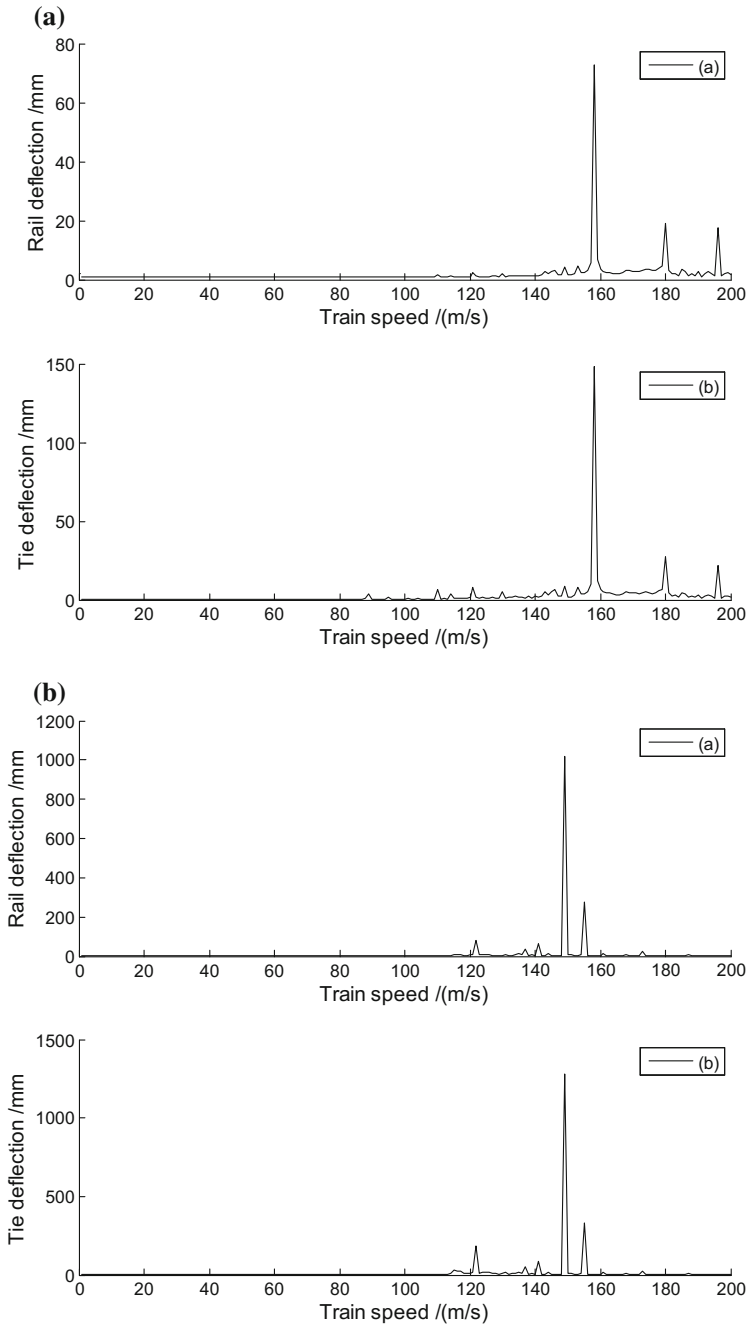 (a)
80
60
40
20
0
Rail deflection /mm
(a)
0 20 40 60 80 100 120 140 160 180 200
Train speed /(m/s)
150
100
50
0
Tie deflection /mm
(b)
0 20 40 60 80 100 120 140 160 180 200
Train speed /(m/s)
(b)
1200
1000
800
600
400
200
0
Rail deflection /mm
(a)
0 20 40 60 80 100 120 140 160 180 200
Train speed /(m/s)
1500
1000
500
0
Tie deflection /mm
(b)
0 20 40 60 80 100 120 140 160 180 200
Train speed /(m/s)